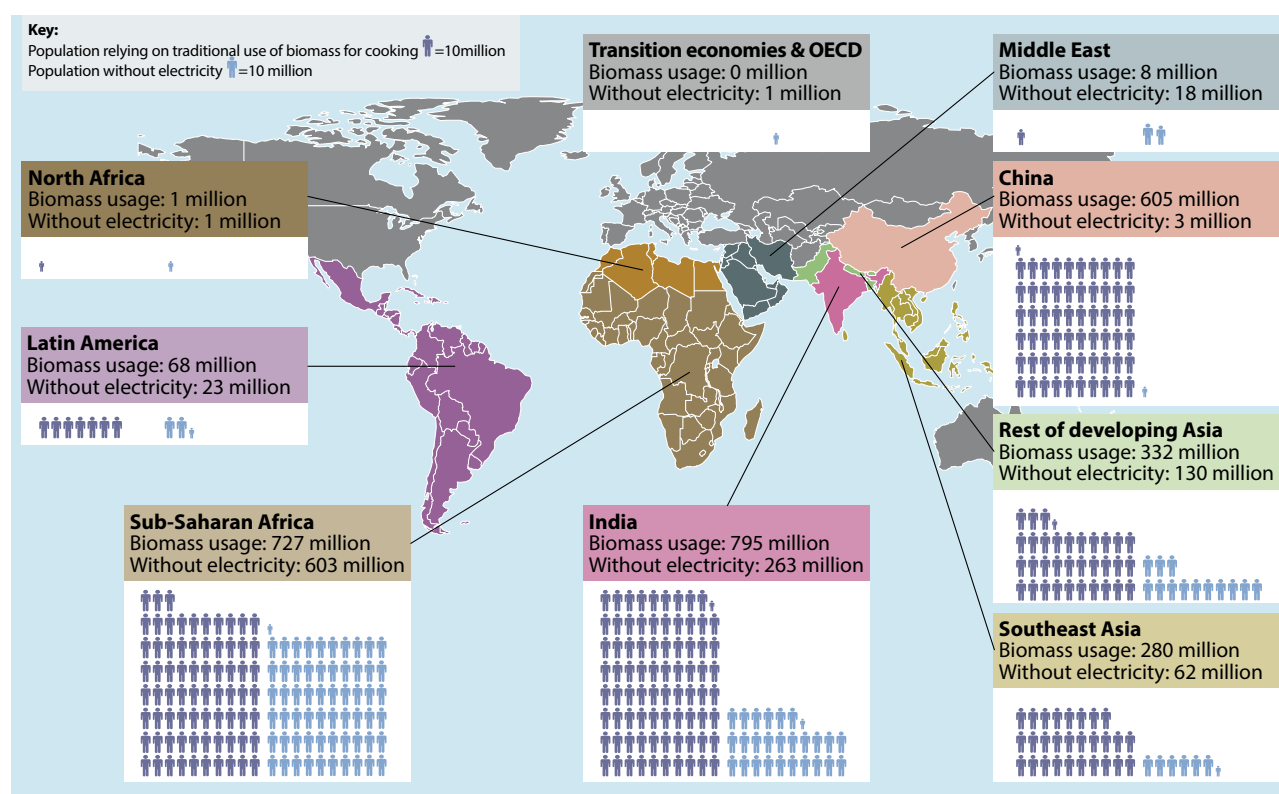 Key:
Population relying on traditional use of biomass for cooking =10million
Population without electricity =10 million
Transition economies & OECD
Biomass usage: 0 million
Without electricity: 1 million
Middle East
Biomass usage: 8 million
Without electricity: 18 million
North Africa
Biomass usage: 1 million
Without electricity: 1 million
China
Biomass usage: 605 million
Without electricity: 3 million
Latin America
Biomass usage: 68 million
Without electricity: 23 million
Rest of developing Asia
Biomass usage: 332 million
Without electricity: 130 million
Sub-Saharan Africa
Biomass usage: 727 million
Without electricity: 603 million
India
Biomass usage: 795 million
Without electricity: 263 million
Southeast Asia
Biomass usage: 280 million
Without electricity: 62 million